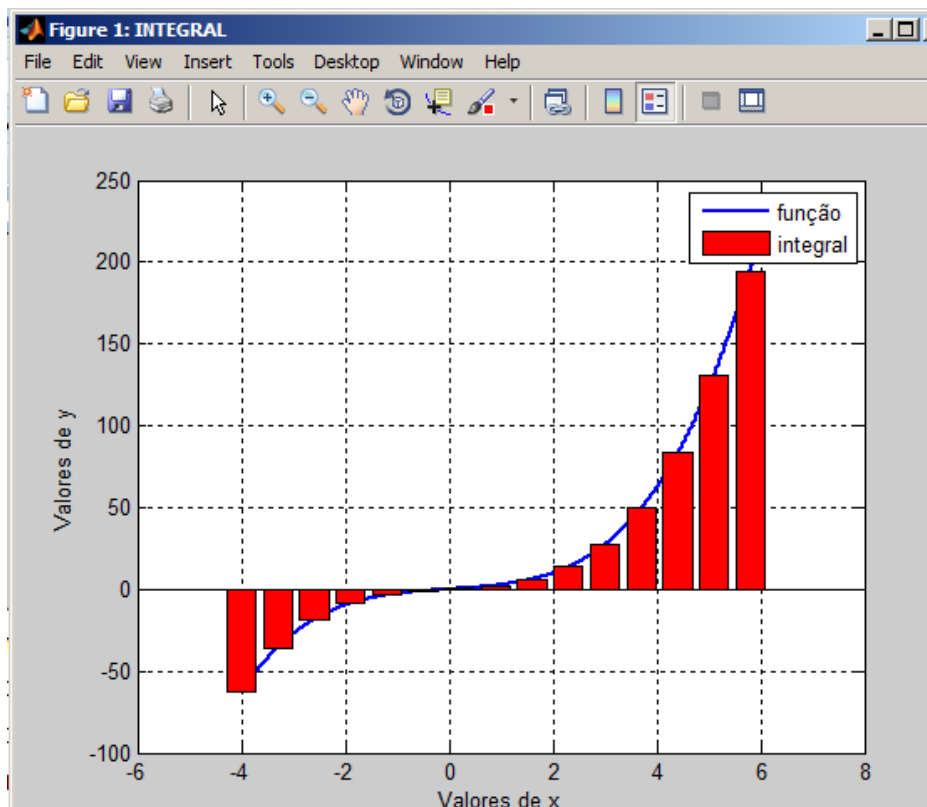 Figure 1: INTEGRAL
File Edit View Insert Tools Desktop Window Help
250
200
150
100
50
0
-50
-100
-6 -4 -2 0 2 4 6 8
Valores de y
Valores de x
função
integral